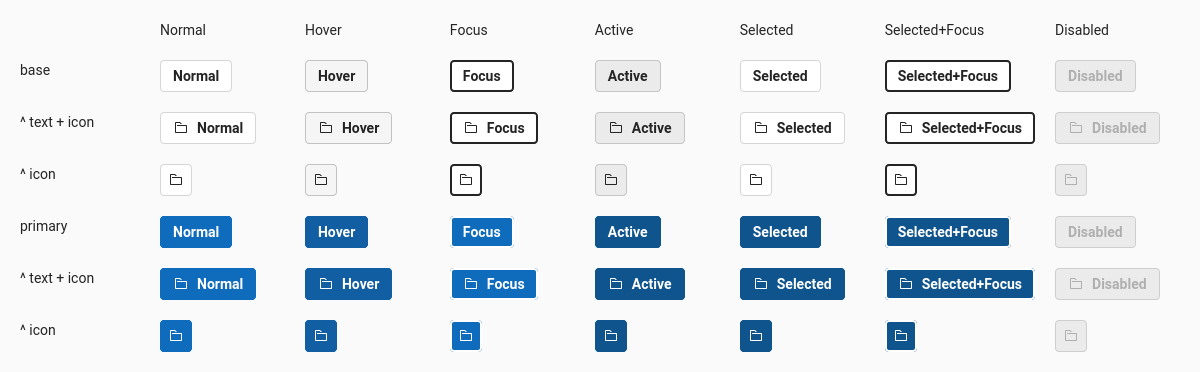 Normal Hover Focus Active Selected Selected+Focus Disabled
base Normal Hover Focus Active Selected Selected+Focus Disabled
^ text + icon Normal Hover Focus Active Selected Selected+Focus Disabled
^ icon
primary Normal Hover Focus Active Selected Selected+Focus Disabled
^ text + icon Normal Hover Focus Active Selected Selected+Focus Disabled
^ icon